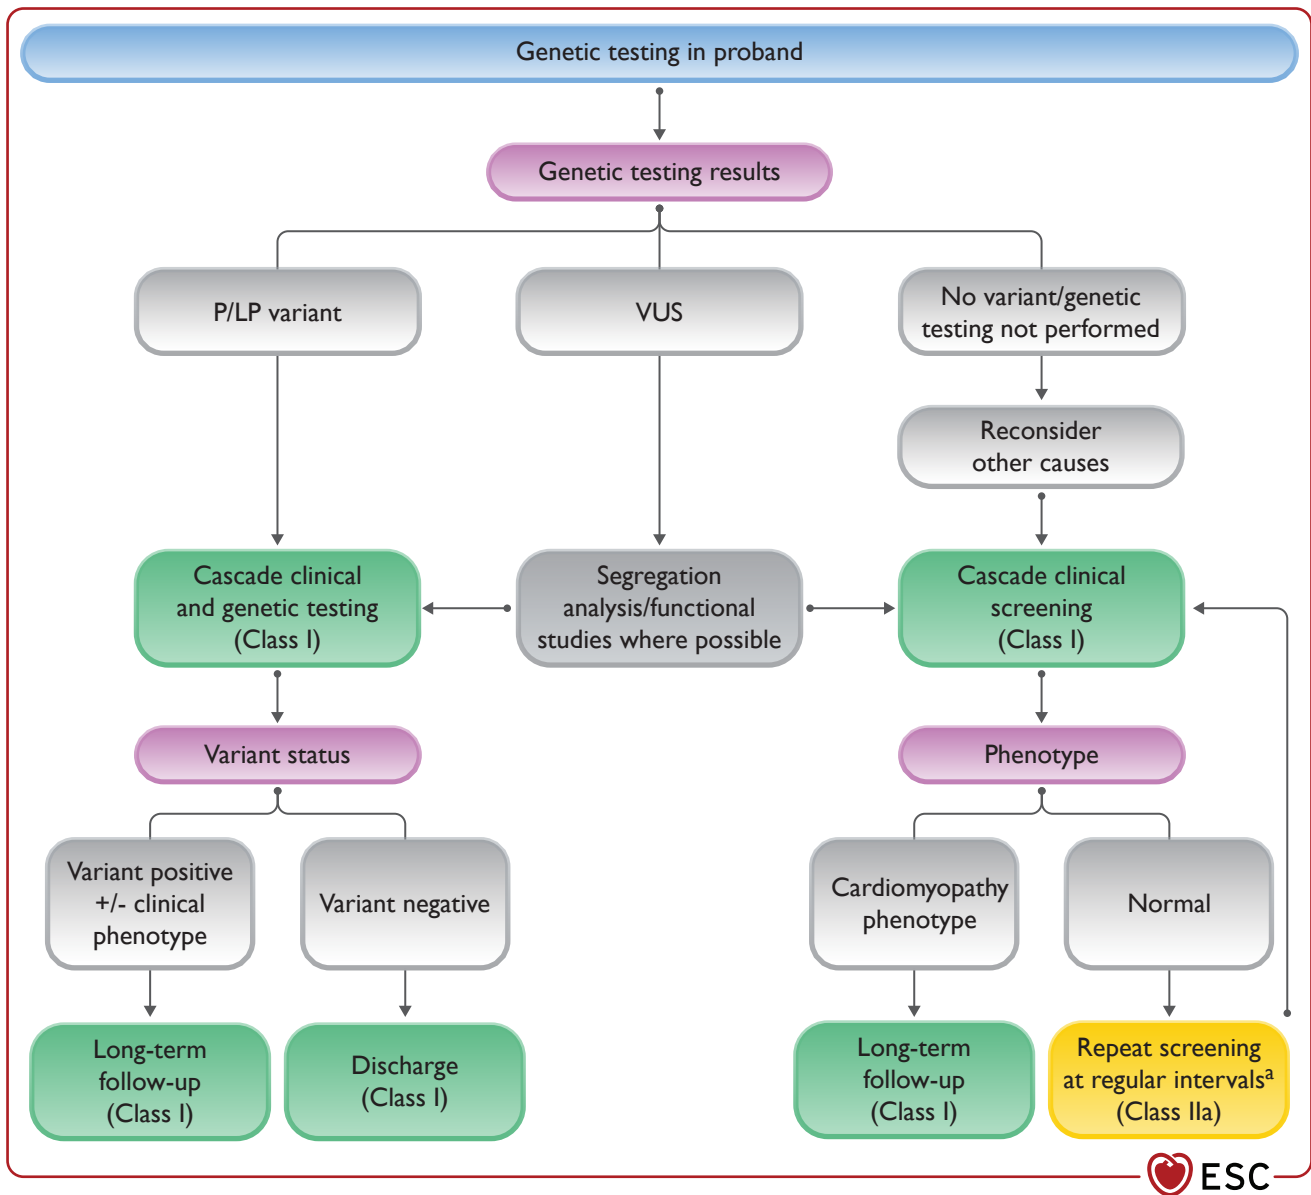 Genetic testing in proband
Genetic testing results
P/LP variant
VUS
No variant/genetic
testing not performed
Reconsider
other causes
Cascade clinical
and genetic testing
(Class I)
Segregation
analysis/functional
studies where possible
Cascade clinical
screening
(Class I)
Variant status
Phenotype
Variant positive
+/- clinical
phenotype
Variant negative
Cardiomyopathy
phenotype
Normal
Long-term
follow-up
(Class I)
Discharge
(Class I)
Long-term
follow-up
(Class I)
Repeat screening
at regular intervalsᵃ
(Class IIa)
ESC